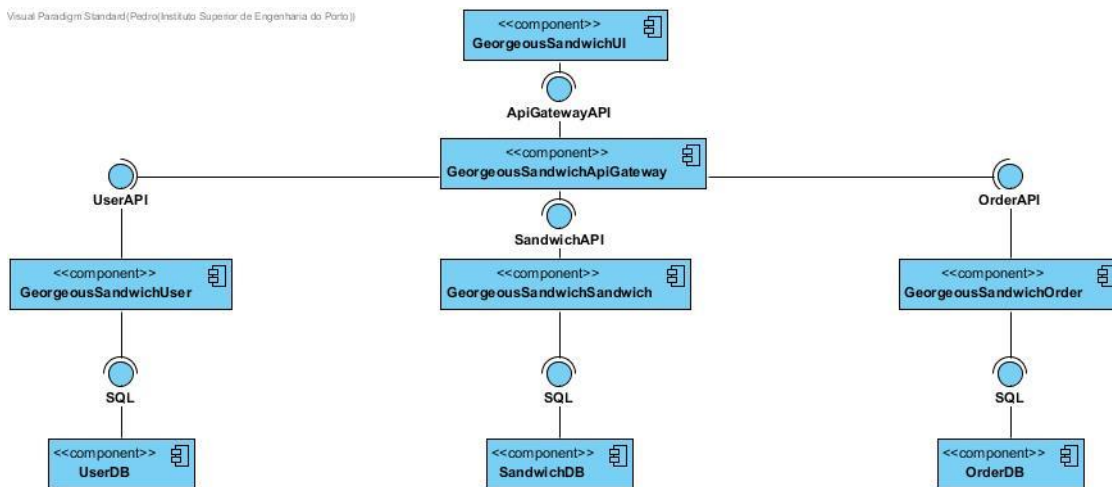 Visual Paradigm Standard(Pedro(Instituto Superior de Engenharia do Porto))
<<component>>
GeorgeousSandwichUI
ApiGatewayAPI
<<component>>
GeorgeousSandwichApiGateway
UserAPI
OrderAPI
SandwichAPI
<<component>>
GeorgeousSandwichUser
<<component>>
GeorgeousSandwichSandwich
<<component>>
GeorgeousSandwichOrder
SQL
SQL
SQL
<<component>>
UserDB
<<component>>
SandwichDB
<<component>>
OrderDB